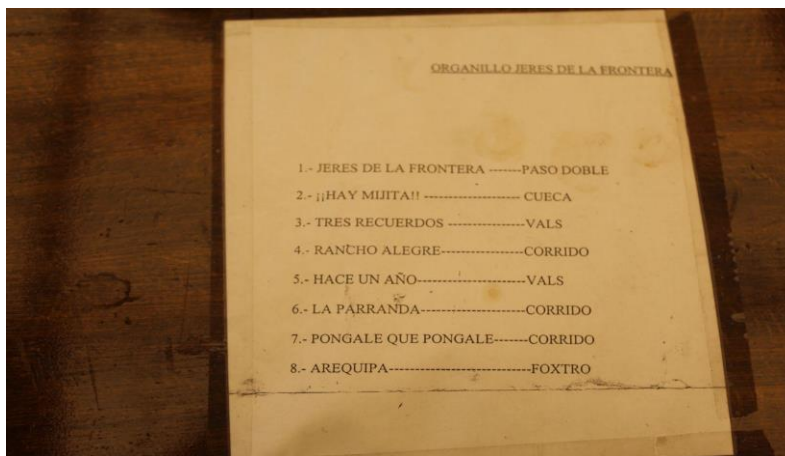 ORGANILLO JERES DE LA FRONTERA
1.- JERES DE LA FRONTERA -------PASO DOBLE
2.- ¡¡HAY MIJITA!! --------------------- CUECA
3.- TRES RECUERDOS -----------------VALS
4.- RANCHO ALEGRE------------------CORRIDO
5.- HACE UN AÑO-----------------------VALS
6.- LA PARRANDA-----------------------CORRIDO
7.- PONGALE QUE PONGALE-------CORRIDO
8.- AREQUIPA------------------------------FOXTRO